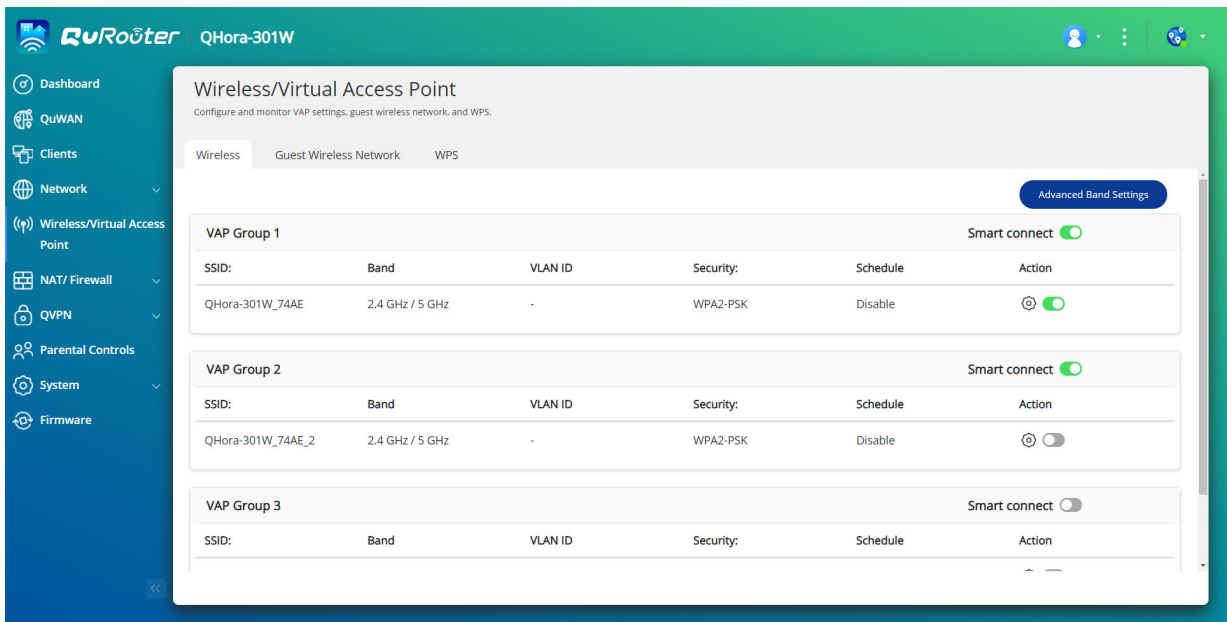 QuRoûter QHora-301W
Dashboard
QuWAN
Clients
Network
Wireless/Virtual Access
Point
NAT/ Firewall
QVPN
Parental Controls
System
Firmware
Wireless/Virtual Access Point
Configure and monitor VAP settings, guest wireless network, and WPS.
Wireless Guest Wireless Network WPS
Advanced Band Settings
VAP Group 1 Smart connect
SSID: Band VLAN ID Security: Schedule Action
QHora-301W_74AE 2.4 GHz / 5 GHz - WPA2-PSK Disable
VAP Group 2 Smart connect
SSID: Band VLAN ID Security: Schedule Action
QHora-301W_74AE_2 2.4 GHz / 5 GHz - WPA2-PSK Disable
VAP Group 3 Smart connect
SSID: Band VLAN ID Security: Schedule Action